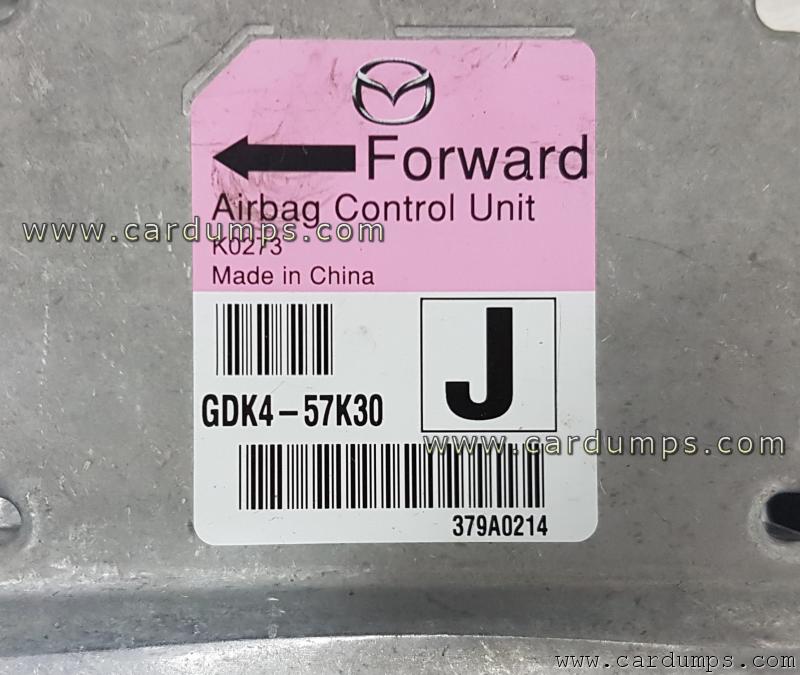 Forward
Airbag Control Unit
www.cardumps.com
K0273
Made in China
J
GDK4-57K30
www.cardumps.com
379A0214
www.cardumps.com